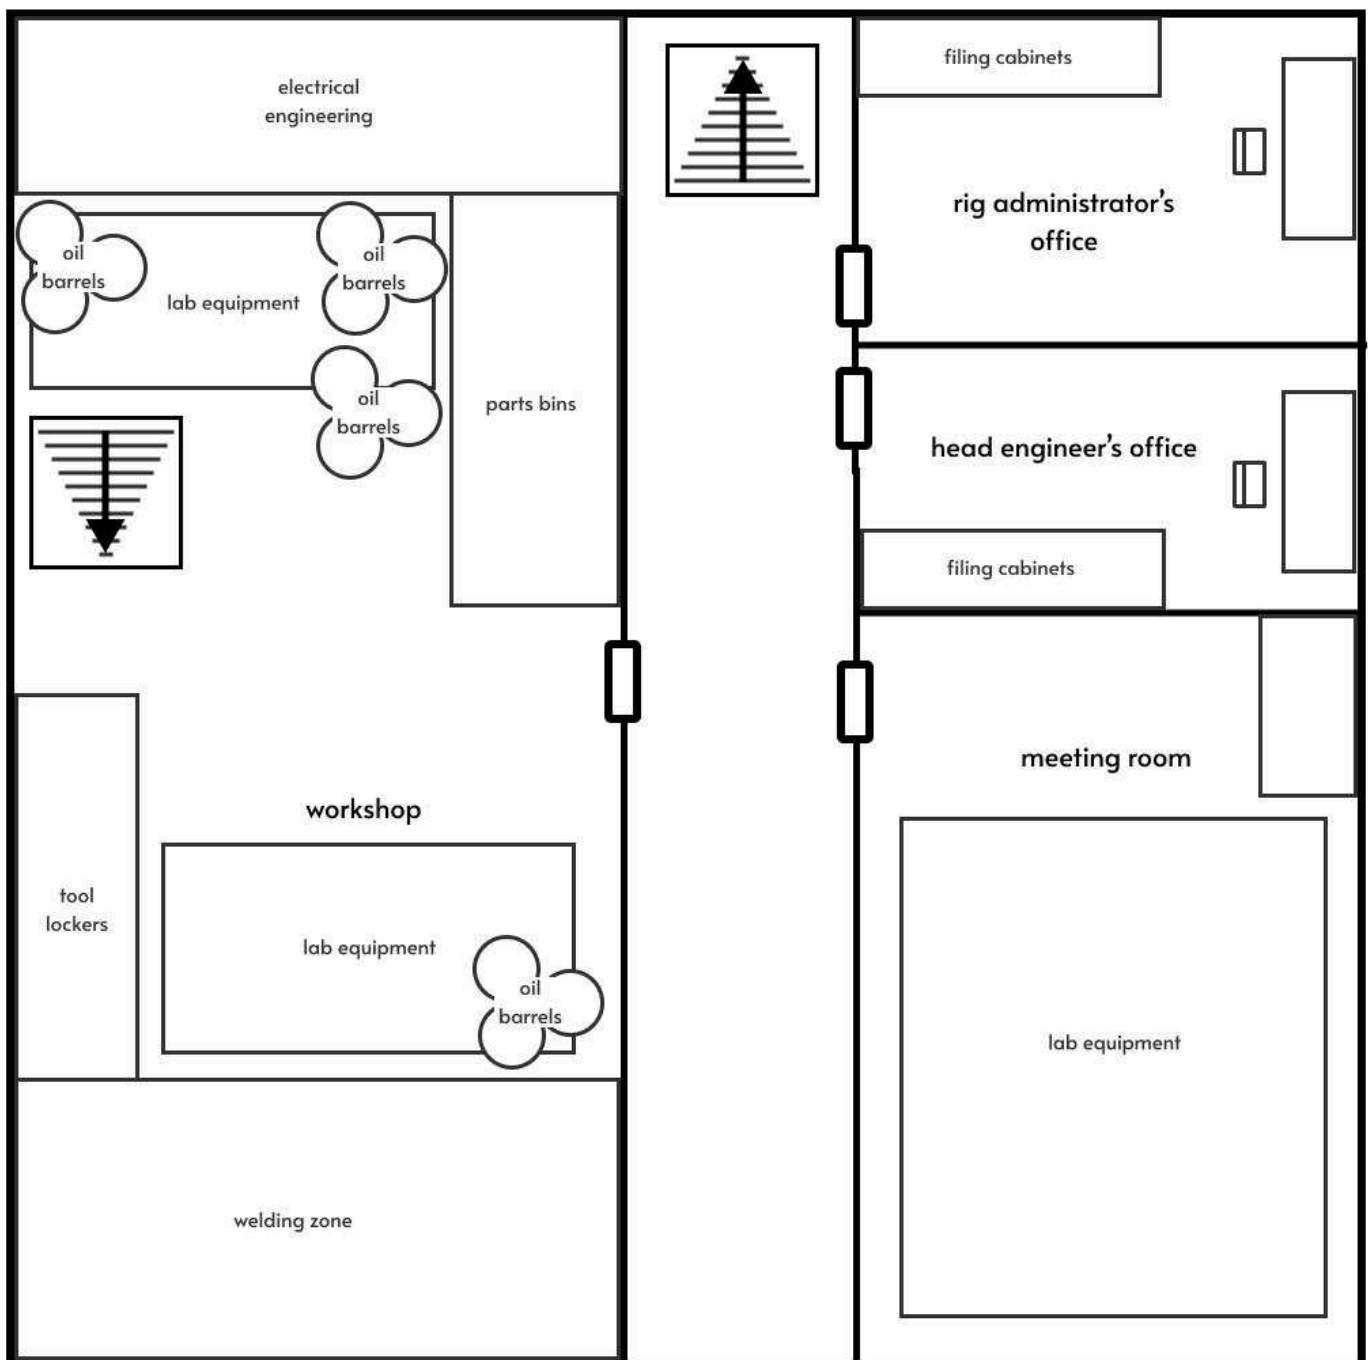 electrical
engineering
filing cabinets
rig administrator's
office
oil
barrels
oil
barrels
lab equipment
oil
barrels
parts bins
head engineer's office
filing cabinets
meeting room
workshop
tool
lockers
lab equipment
oil
barrels
lab equipment
welding zone